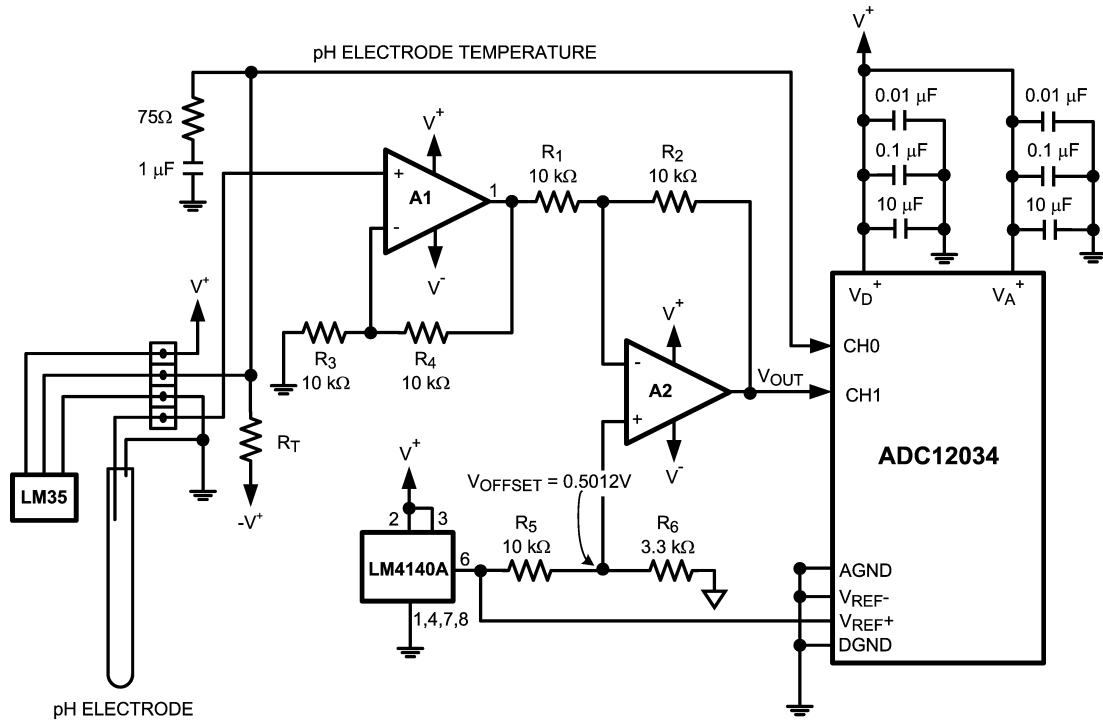 V+
pH ELECTRODE TEMPERATURE
0.01 µF
0.01 µF
75Ω
V+
0.1 µF
0.1 µF
1 µF
R1
10 kΩ
R2
10 kΩ
+
A1
1
10 µF
10 µF
-
V-
V+
VD+
VA+
V+
CH0
R3
10 kΩ
R4
10 kΩ
-
A2
VOUT
CH1
+
RT
V-
ADC12034
V+
VOFFSET = 0.5012V
LM35
-V+
2
3
R5
10 kΩ
R6
3.3 kΩ
LM4140A
6
AGND
VREF-
1,4,7,8
VREF+
DGND
pH ELECTRODE